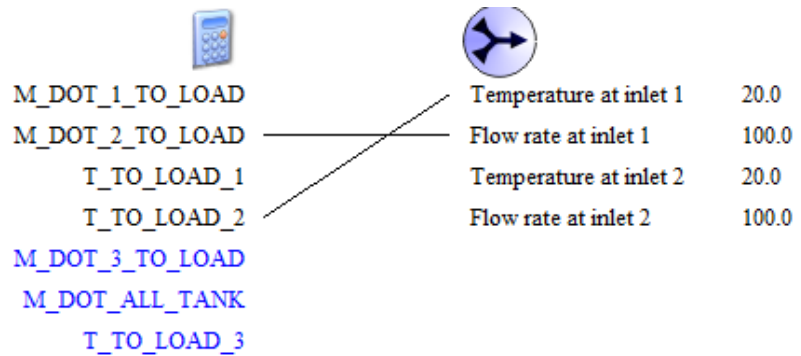 M_DOT_1_TO_LOAD Temperature at inlet 1 20.0
M_DOT_2_TO_LOAD Flow rate at inlet 1 100.0
T_TO_LOAD_1 Temperature at inlet 2 20.0
T_TO_LOAD_2 Flow rate at inlet 2 100.0
M_DOT_3_TO_LOAD
M_DOT_ALL_TANK
T_TO_LOAD_3